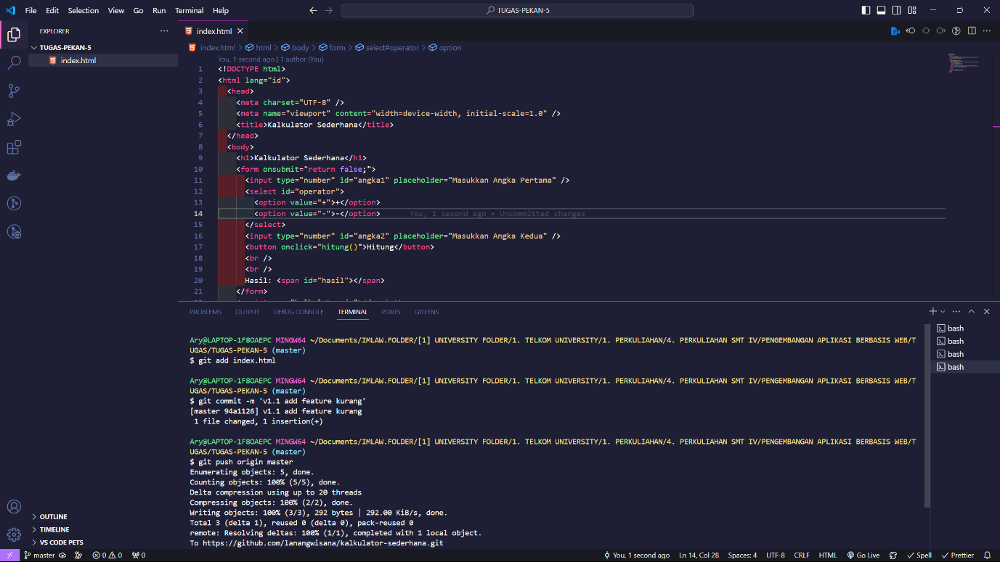 File Edit Selection View Go Run Terminal Help
TUGAS-PEKAN-5
EXPLORER
TUGAS-PEKAN-5
index.html
OUTLINE
TIMELINE
VS CODE PETS
index.html
index.html > html > body > form > select#operator > option
You, 1 second ago | 1 author (You)
1 <!DOCTYPE html>
2 <html lang="id">
3 <head>
4 <meta charset="UTF-8" />
5 <meta name="viewport" content="width=device-width, initial-scale=1.0" />
6 <title>Kalkulator Sederhana</title>
7 </head>
8 <body>
9 <h1>Kalkulator Sederhana</h1>
10 <form onsubmit="return false;">
11 <input type="number" id="angka1" placeholder="Masukkan Angka Pertama" />
12 <select id="operator">
13 <option value="+">+</option>
14 <option value="-">-</option> You, 1 second ago • Uncommitted changes
15 </select>
16 <input type="number" id="angka2" placeholder="Masukkan Angka Kedua" />
17 <button onclick="hitung()">Hitung</button>
18 <br />
19 <br />
20 Hasil: <span id="hasil"></span>
21 </form>
PROBLEMS OUTPUT DEBUG CONSOLE TERMINAL PORTS GITLENS
Ary@LAPTOP-1F8OAEPC MINGW64 ~/Documents/IMLAW.FOLDER/[1] UNIVERSITY FOLDER/1. TELKOM UNIVERSITY/1. PERKULIAHAN/4. PERKULIAHAN SMT IV/PENGEMBANGAN APLIKASI BERBASIS WEB/T
UGAS/TUGAS-PEKAN-5 (master)
$ git add index.html
Ary@LAPTOP-1F8OAEPC MINGW64 ~/Documents/IMLAW.FOLDER/[1] UNIVERSITY FOLDER/1. TELKOM UNIVERSITY/1. PERKULIAHAN/4. PERKULIAHAN SMT IV/PENGEMBANGAN APLIKASI BERBASIS WEB/T
UGAS/TUGAS-PEKAN-5 (master)
$ git commit -m 'v1.1 add feature kurang'
[master 94a1126] v1.1 add feature kurang
1 file changed, 1 insertion(+)
Ary@LAPTOP-1F8OAEPC MINGW64 ~/Documents/IMLAW.FOLDER/[1] UNIVERSITY FOLDER/1. TELKOM UNIVERSITY/1. PERKULIAHAN/4. PERKULIAHAN SMT IV/PENGEMBANGAN APLIKASI BERBASIS WEB/T
UGAS/TUGAS-PEKAN-5 (master)
$ git push origin master
Enumerating objects: 5, done.
Counting objects: 100% (5/5), done.
Delta compression using up to 20 threads
Compressing objects: 100% (2/2), done.
Writing objects: 100% (3/3), 292 bytes | 292.00 KiB/s, done.
Total 3 (delta 1), reused 0 (delta 0), pack-reused 0
remote: Resolving deltas: 100% (1/1), completed with 1 local object.
To https://github.com/lanangwisana/kalkulator-sederhana.git
bash
bash
bash
bash
master 0 0 0 You, 1 second ago Ln 14, Col 28 Spaces: 4 UTF-8 CRLF HTML Go Live Spell Prettier